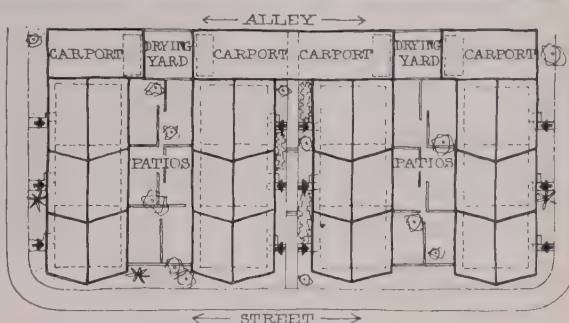 ALLEY
CARPORT
DRYING
YARD
CARPORT
CARPORT
DRYING
YARD
CARPORT
PATIOS
PATIOS
STREET